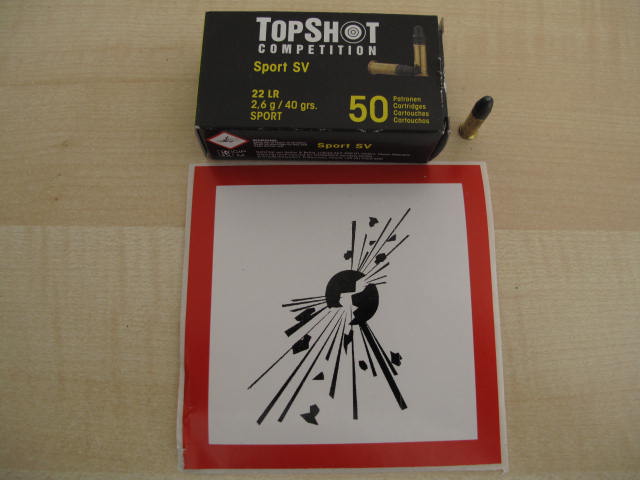 TOPSHOT
COMPETITION
Sport SV
22 LR
2,6 g / 40 grs.
SPORT
50
Patronen
Cartridges
Cartouches
Cartuchos
Sport SV